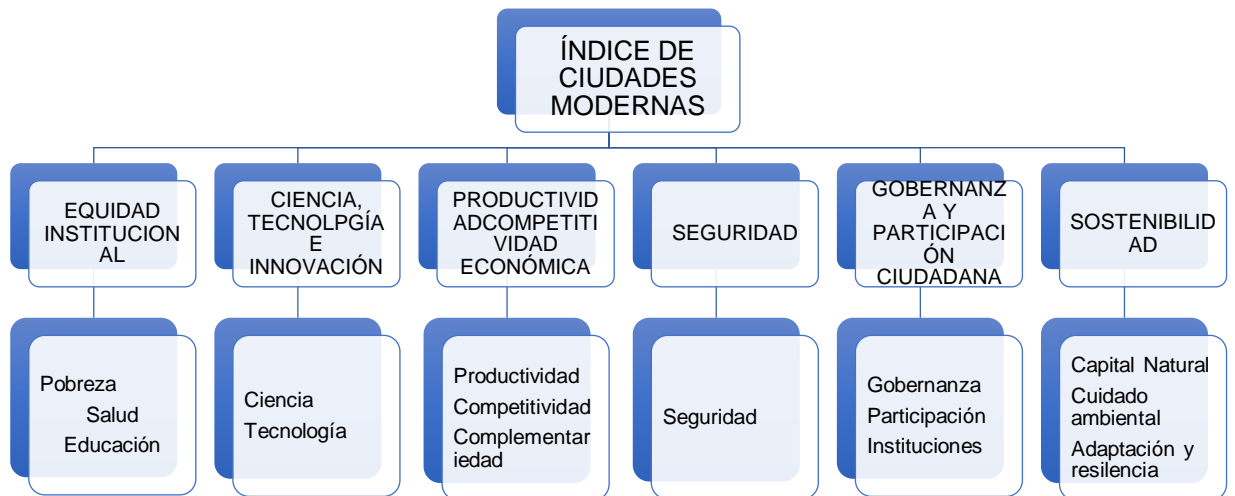 ÍNDICE DE
CIUDADES
MODERNAS
EQUIDAD
INSTITUCION
AL
CIENCIA,
TECNOLPGÍA
E
INNOVACIÓN
PRODUCTIVID
ADCOMPETITI
VIDAD
ECONÓMICA
SEGURIDAD
GOBERNANZ
A Y
PARTICIPACI
ÓN
CIUDADANA
SOSTENIBILID
AD
Pobreza
Salud
Educación
Ciencia
Tecnología
Productividad
Competitividad
Complementar
iedad
Seguridad
Gobernanza
Participación
Instituciones
Capital Natural
Cuidado
ambiental
Adaptación y
resilencia